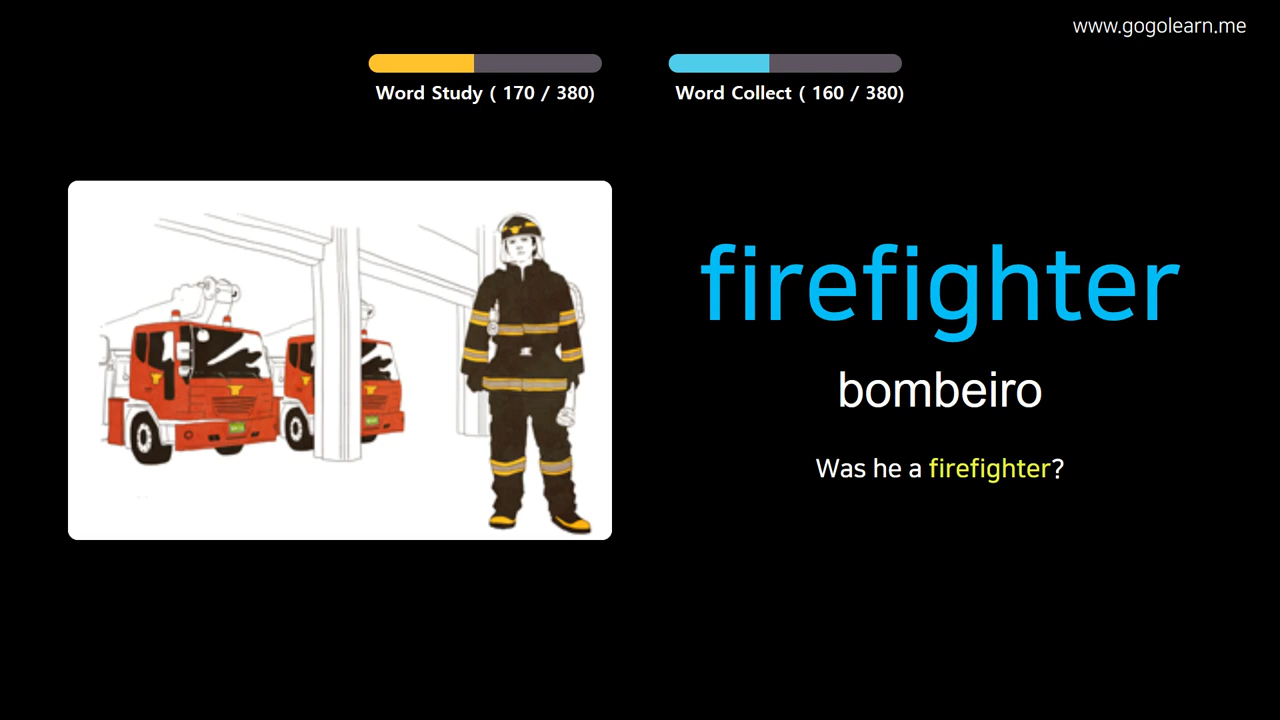 www.gogolearn.me
Word Study ( 170 / 380)
Word Collect ( 160 / 380)
firefighter
bombeiro
Was he a firefighter?